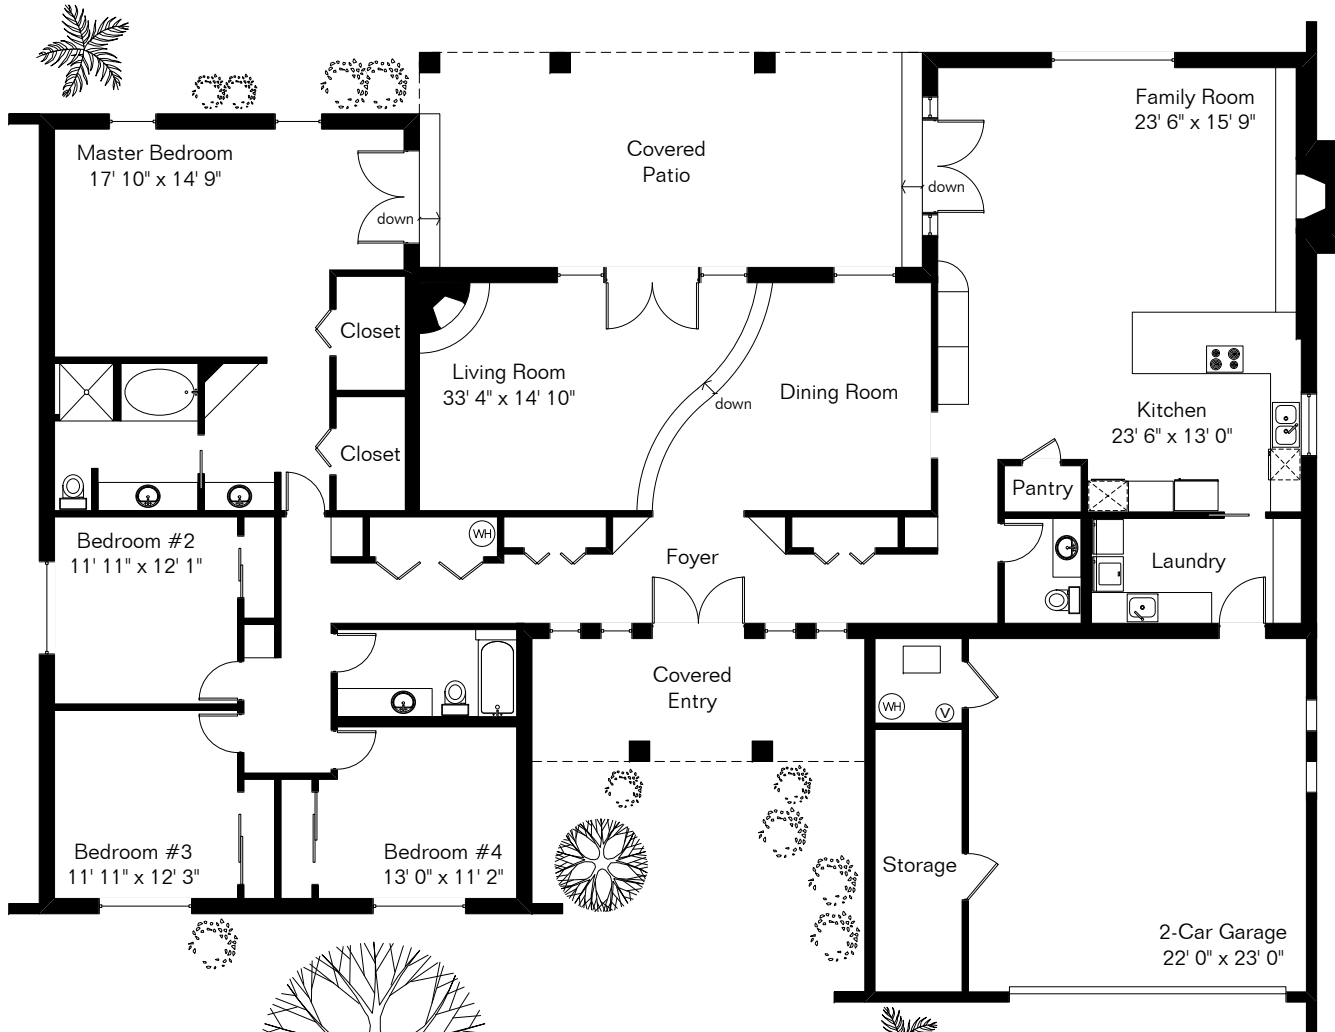 Family Room
23' 6" x 15' 9"
Master Bedroom
17' 10" x 14' 9"
Covered
Patio
down
down
Closet
Living Room
33' 4" x 14' 10"
Dining Room
down
Kitchen
23' 6" x 13' 0"
Closet
Pantry
WH
Bedroom #2
11' 11" x 12' 1"
Foyer
Laundry
Covered
Entry
WH
V
Bedroom #3
11' 11" x 12' 3"
Bedroom #4
13' 0" x 11' 2"
Storage
2-Car Garage
22' 0" x 23' 0"